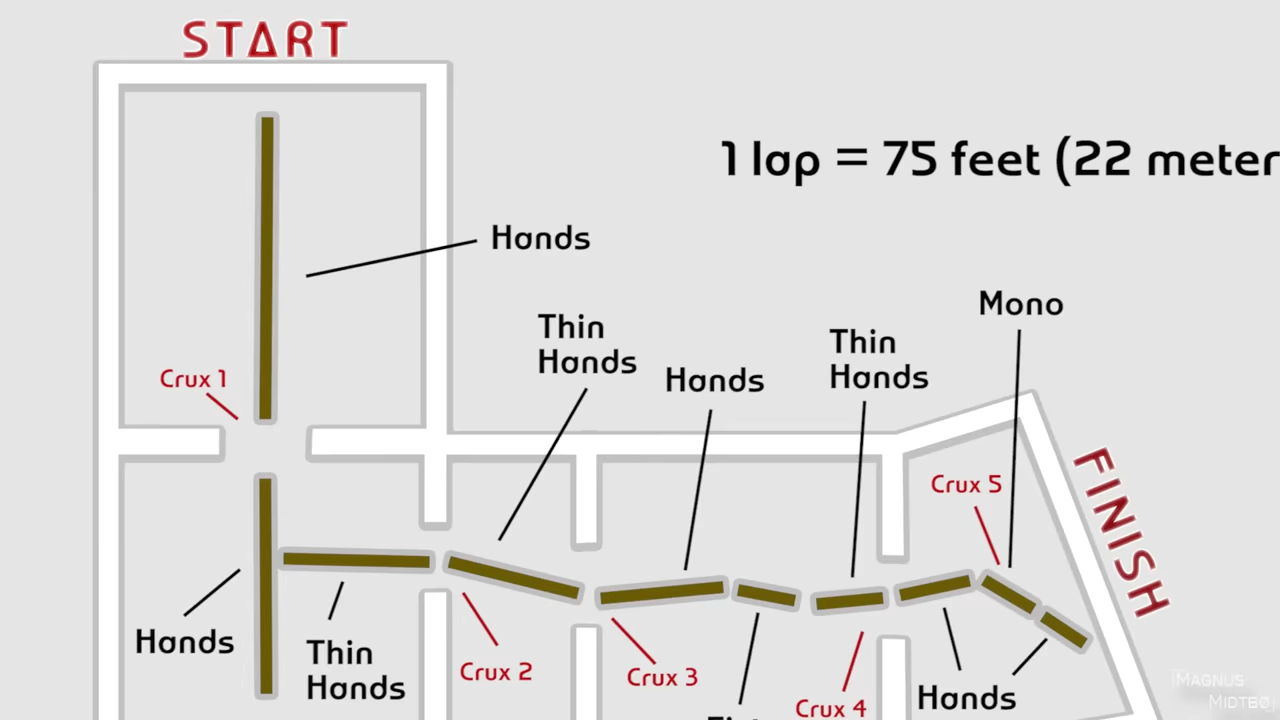 START
1 lap = 75 feet (22 meter
Hands
Mono
Thin
Hands
Thin
Hands
Hands
Crux 1
Crux 5
FINISH
Hands
Thin
Hands
Crux 2
Crux 3
Crux 4
Hands
MAGNUS
MIDTBØ